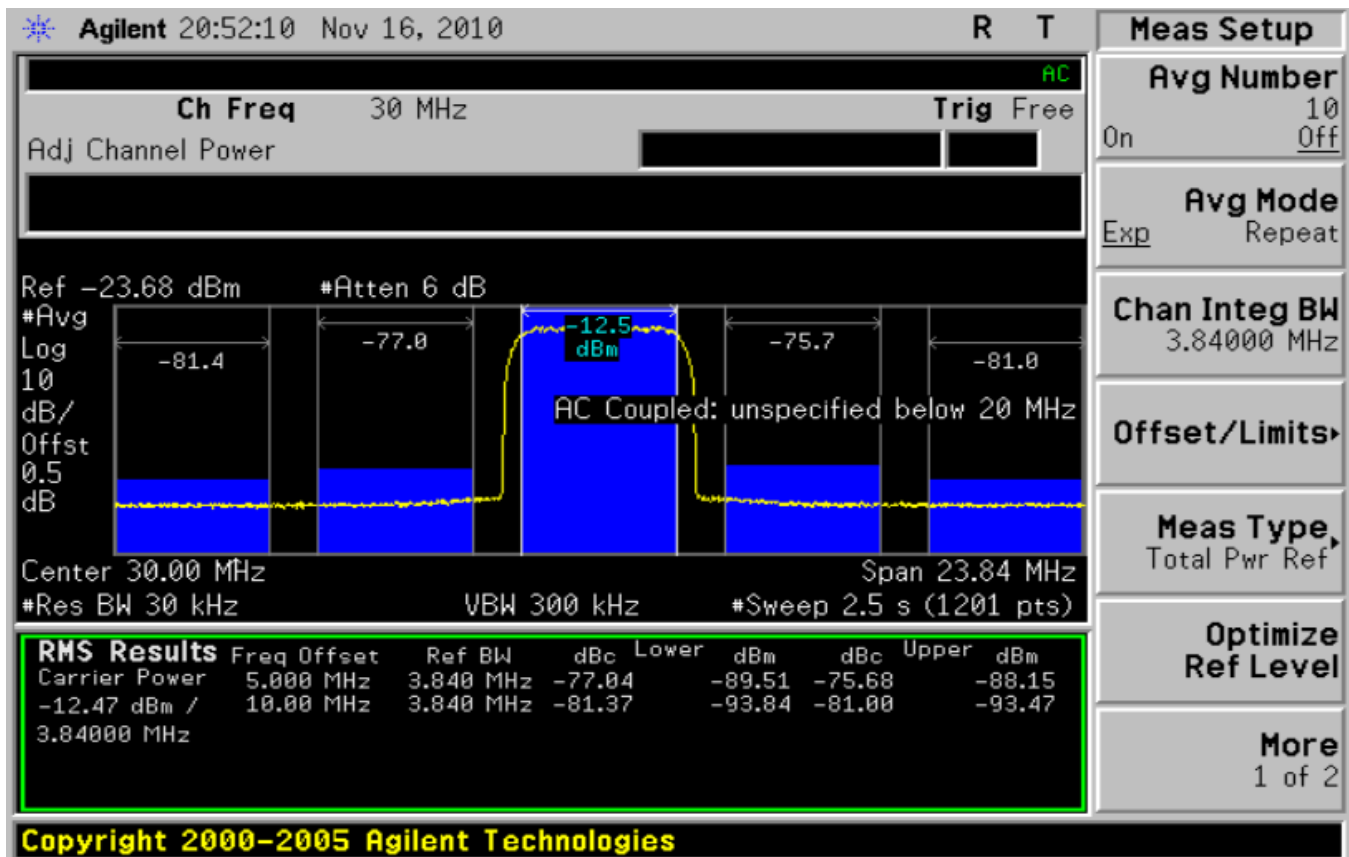 Agilent 20:52:10 Nov 16, 2010 R T
AC
Ch Freq 30 MHz Trig Free
Adj Channel Power
Ref -23.68 dBm #Atten 6 dB
#Avg
Log
10
dB/
Offst
0.5
dB
-81.4
-77.0
-12.5
dBm
-75.7
-81.0
AC Coupled: unspecified below 20 MHz
Center 30.00 MHz Span 23.84 MHz
#Res BW 30 kHz VBW 300 kHz #Sweep 2.5 s (1201 pts)
RMS Results Freq Offset Ref BW dBc Lower dBm dBc Upper dBm
Carrier Power 5.000 MHz 3.840 MHz -77.04 -89.51 -75.68 -88.15
-12.47 dBm / 10.00 MHz 3.840 MHz -81.37 -93.84 -81.00 -93.47
3.84000 MHz
Copyright 2000-2005 Agilent Technologies
Meas Setup
Avg Number
10
On Off
Avg Mode
Exp Repeat
Chan Integ BW
3.84000 MHz
Offset/Limits
Meas Type
Total Pwr Ref
Optimize
Ref Level
More
1 of 2